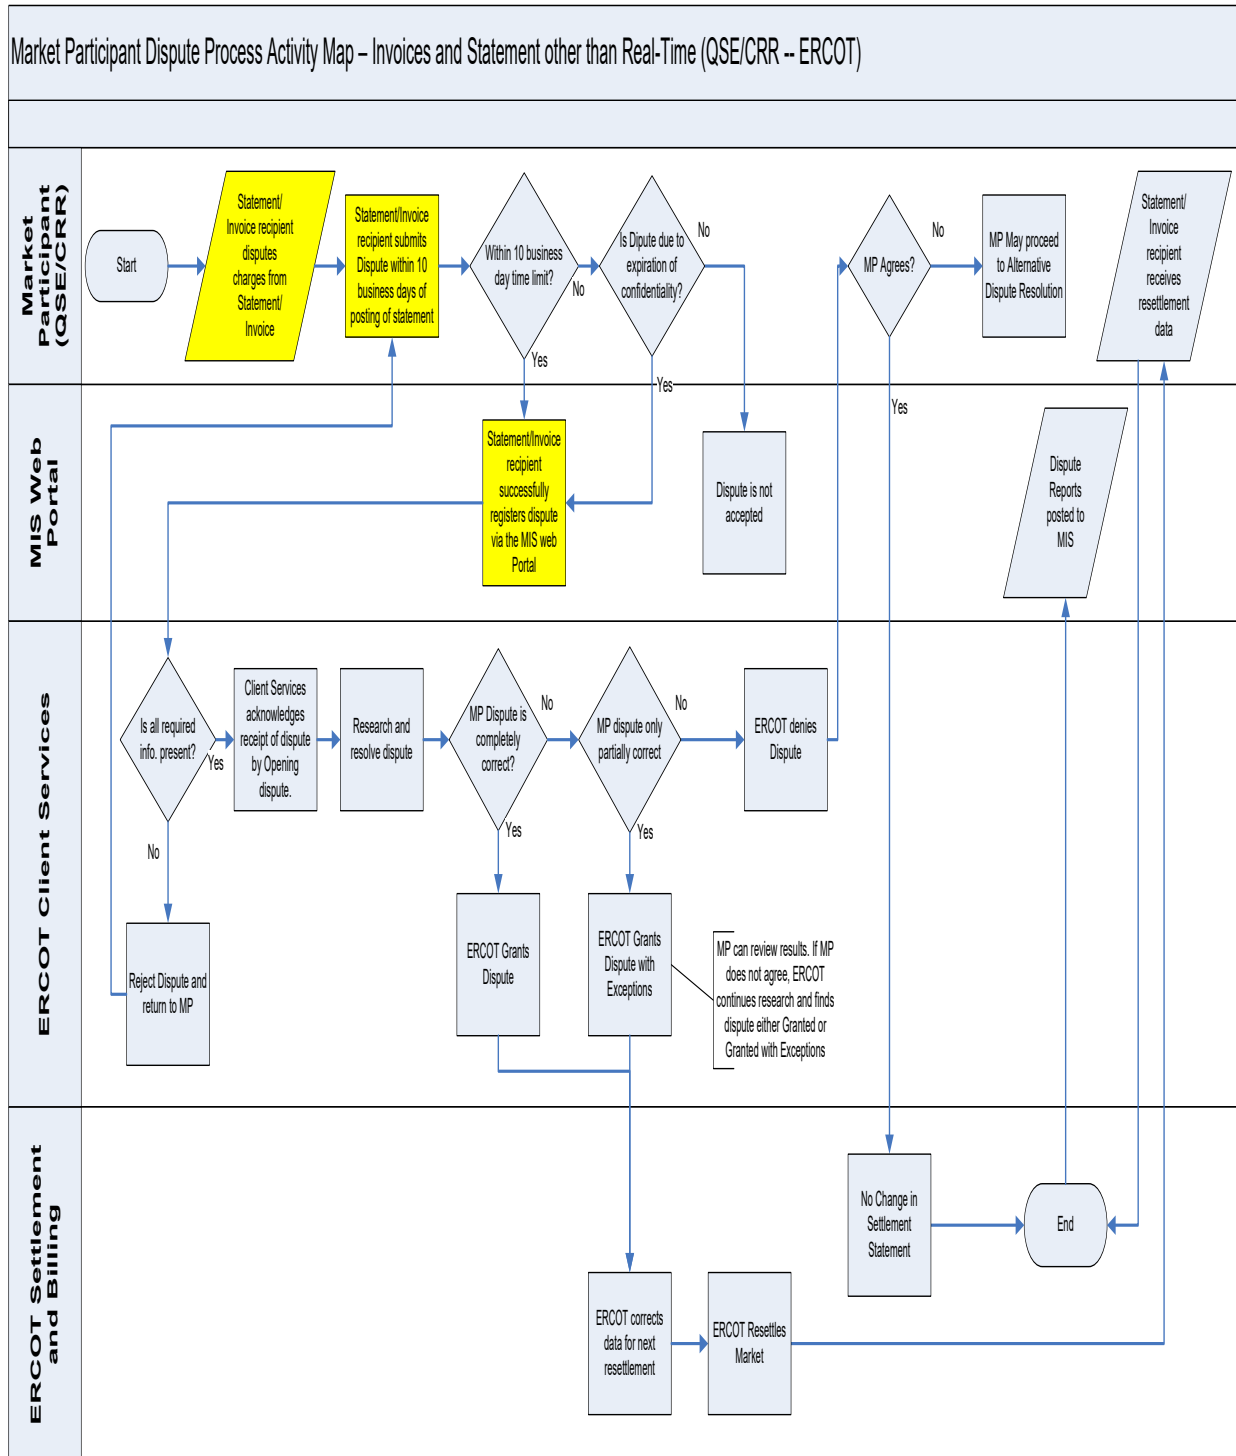 Market Participant Dispute Process Activity Map – Invoices and Statement other than Real-Time (QSE/CRR -- ERCOT)
Market
Participant
(QSE/CRR)
Start
Statement/
Invoice recipient
disputes
charges from
Statement/
Invoice
Statement/Invoice
recipient submits
Dispute within 10
business days of
posting of statement
Within 10 business
day time limit?
No
Yes
Is Dipute due to
expiration of
confidentiality?
No
Yes
MP Agrees?
No
Yes
MP May proceed
to Alternative
Dispute Resolution
Statement/
Invoice
recipient
receives
resettlement
data
MIS Web
Portal
Statement/Invoice
recipient
successfully
registers dispute
via the MIS web
Portal
Dispute is not
accepted
Dispute
Reports
posted to
MIS
ERCOT Client Services
Is all required
info. present?
Yes
No
Client Services
acknowledges
receipt of dispute
by Opening
dispute.
Research and
resolve dispute
MP Dispute is
completely
correct?
No
Yes
MP dispute only
partially correct
No
Yes
ERCOT denies
Dispute
Reject Dispute and
return to MP
ERCOT Grants
Dispute
ERCOT Grants
Dispute with
Exceptions
MP can review results. If MP
does not agree, ERCOT
continues research and finds
dispute either Granted or
Granted with Exceptions
ERCOT Settlement
and Billing
No Change in
Settlement
Statement
End
ERCOT corrects
data for next
resettlement
ERCOT Resettles
Market